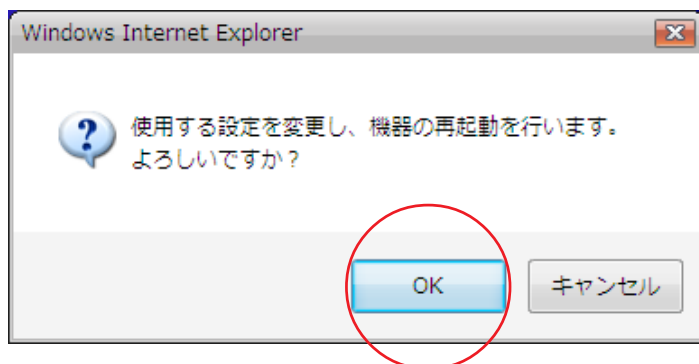 Windows Internet Explorer
使用する設定を変更し、機器の再起動を行います。
よろしいですか？
OK
キャンセル